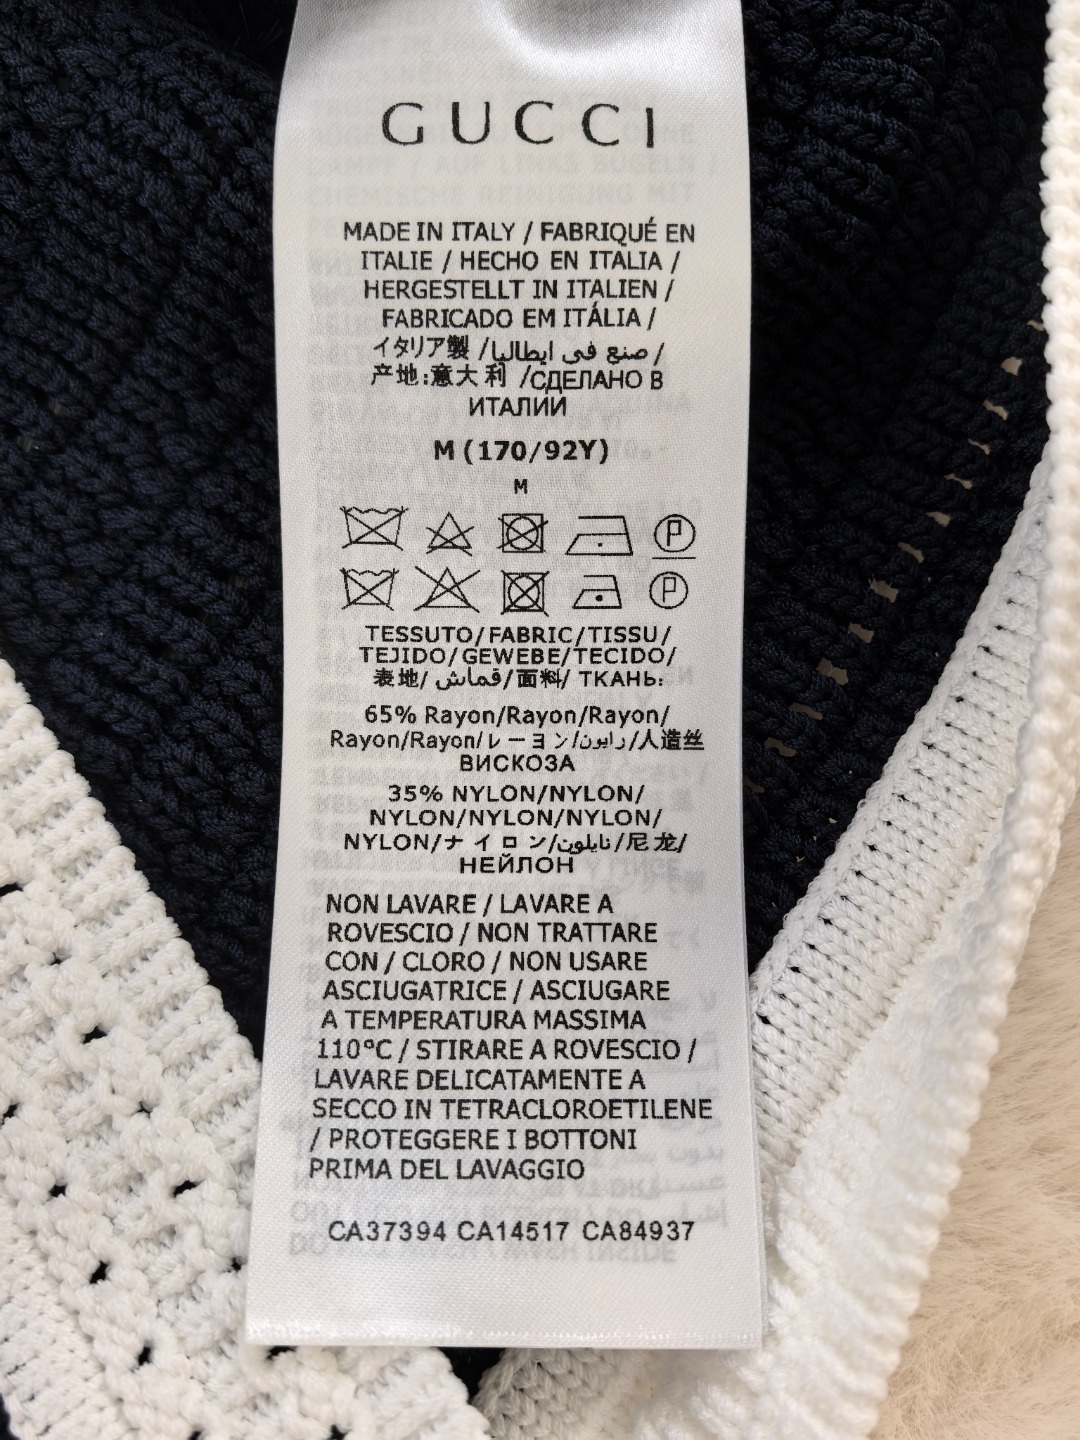 GUCCI
MADE IN ITALY / FABRIQUÉ EN
ITALIE / HECHO EN ITALIA /
HERGESTELLT IN ITALIEN /
FABRICADO EM ITÁLIA /
イタリア製 / صنع في ايطاليا /
产地:意大利 /СДЕЛАНО В
ИТАЛИИ
M (170/92Y)
M
P
P
TESSUTO/FABRIC/TISSU/
TEJIDO/GEWEBE/TECIDO/
表地/ قماش/面料/ ТКАНЬ:
65% Rayon/Rayon/Rayon/
Rayon/Rayon/レーヨン/رايون/人造丝
ВИСКОЗА
35% NYLON/NYLON/
NYLON/NYLON/NYLON/
NYLON/ナイロン/نايلون/尼龙/
НЕЙЛОН
NON LAVARE / LAVARE A
ROVESCIO / NON TRATTARE
CON / CLORO / NON USARE
ASCIUGATRICE / ASCIUGARE
A TEMPERATURA MASSIMA
110°C / STIRARE A ROVESCIO /
LAVARE DELICATAMENTE A
SECCO IN TETRACLOROETILENE
/ PROTEGGERE I BOTTONI
PRIMA DEL LAVAGGIO
CA37394 CA14517 CA84937